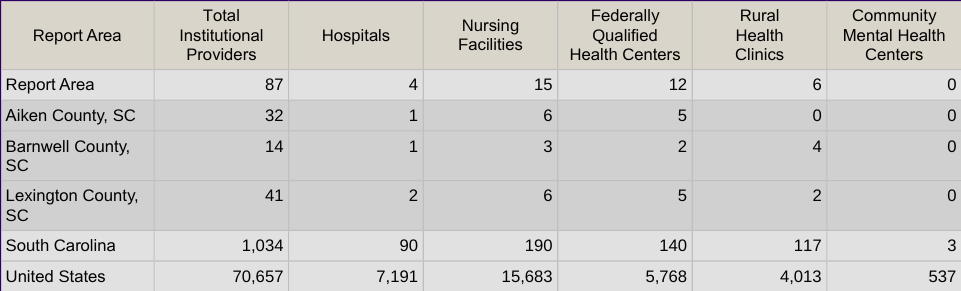 Report Area Total Institutional Providers Hospitals Nursing Facilities Federally Qualified Health Centers Rural Health Clinics Community Mental Health Centers
Report Area 87 4 15 12 6 0
Aiken County, SC 32 1 6 5 0 0
Barnwell County, SC 14 1 3 2 4 0
Lexington County, SC 41 2 6 5 2 0
South Carolina 1,034 90 190 140 117 3
United States 70,657 7,191 15,683 5,768 4,013 537